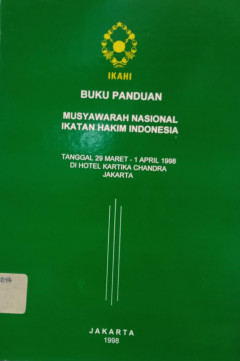 IKAHI
BUKU PANDUAN
MUSYAWARAH NASIONAL
IKATAN HAKIM INDONESIA
TANGGAL 29 MARET - 1 APRIL 1998
DI HOTEL KARTIKA CHANDRA
JAKARTA
JAKARTA
1998